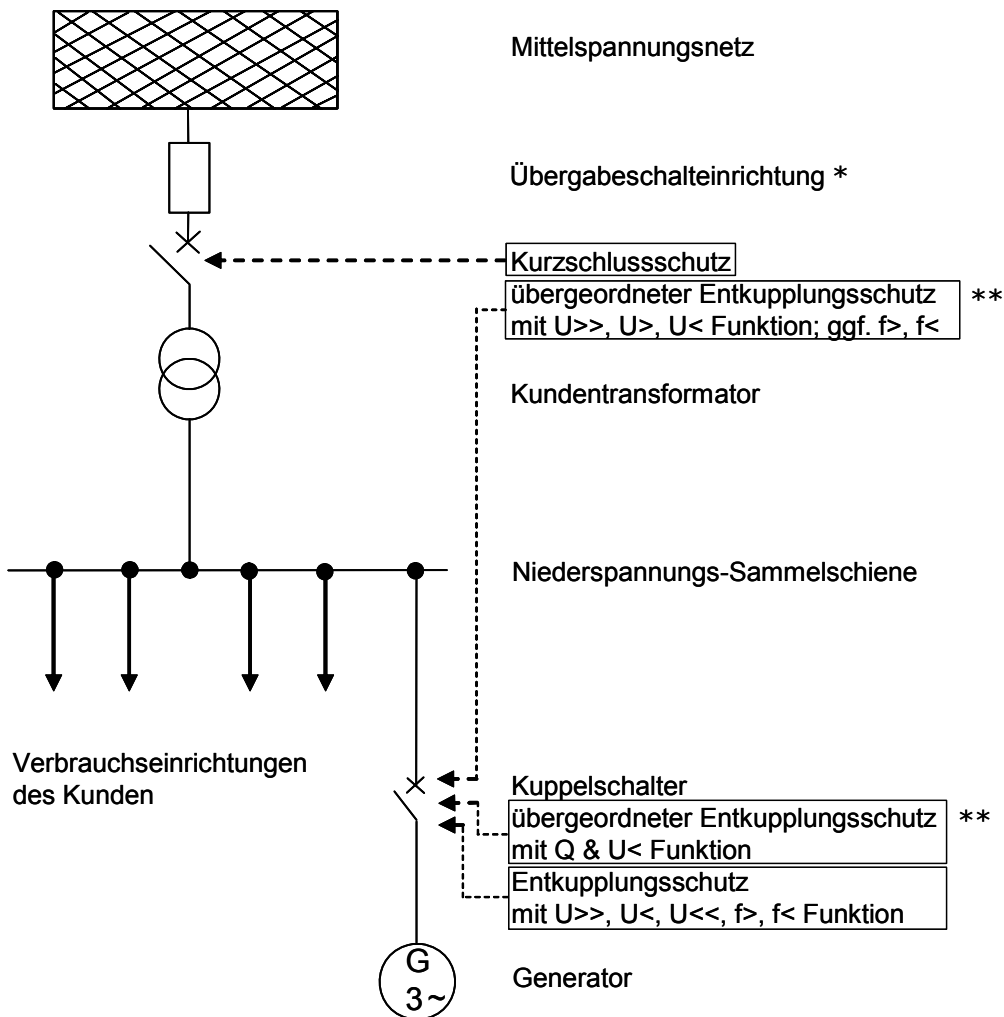 Mittelspannungsnetz
Übergabeschalteinrichtung *
Kurzschlussschutz
übergeordneter Entkupplungsschutz **
mit U>>, U>, U< Funktion; ggf. f>, f<
Kundentransformator
Niederspannungs-Sammelschiene
Verbrauchseinrichtungen
des Kunden
Kuppelschalter
übergeordneter Entkupplungsschutz **
mit Q & U< Funktion
Entkupplungsschutz
mit U>>, U<, U<<, f>, f< Funktion
G
3~
Generator